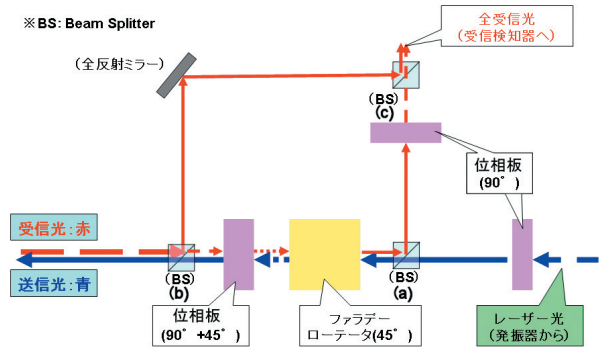 ※BS: Beam Splitter
全受信光
(受信検知器へ)
(全反射ミラー)
(BS)
(c)
位相板
(90°)
受信光:赤
送信光:青
(BS)
(b)
(BS)
(a)
位相板
(90°+45°)
ファラデー
ローテータ(45°)
レーザー光
(発振器から)